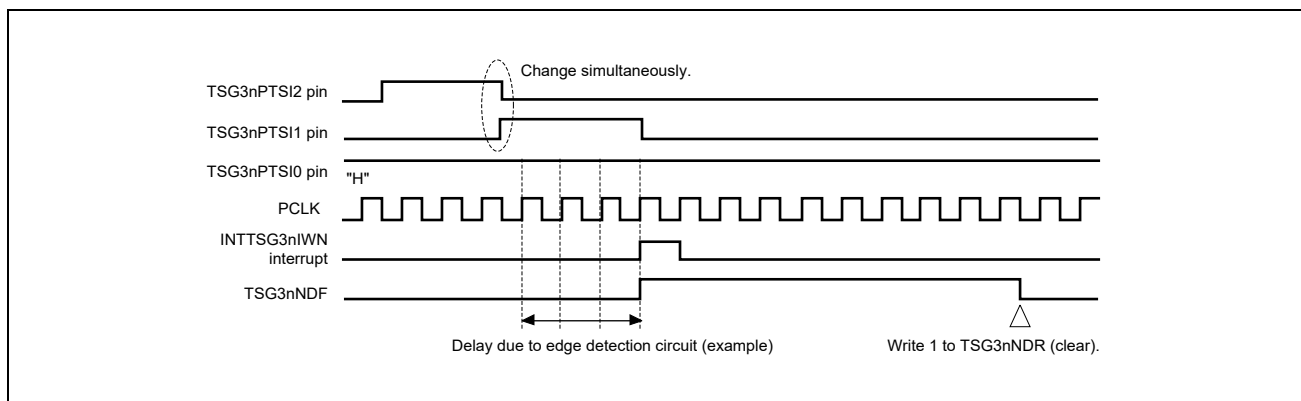 Change simultaneously.
TSG3nPTSI2 pin
TSG3nPTSI1 pin
TSG3nPTSI0 pin
"H"
PCLK
INTTSG3nIWN
interrupt
TSG3nNDF
Delay due to edge detection circuit (example)
Write 1 to TSG3nNDR (clear).